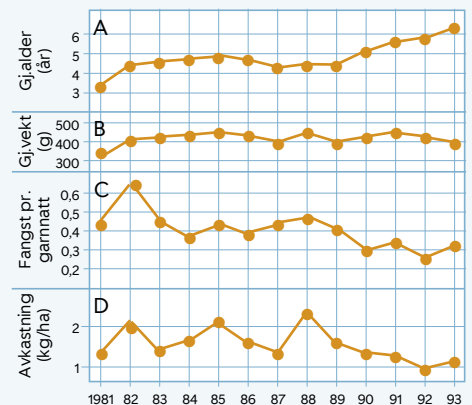 A
Gj.alder
(år)
6
5
4
3
B
Gj.vekt
(g)
500
400
300
C
Fangst pr.
garnnatt
0,6
0,5
0,4
0,3
0,2
D
Avkastning
(kg/ha)
2
1
1981 82 83 84 85 86 87 88 89 90 91 92 93